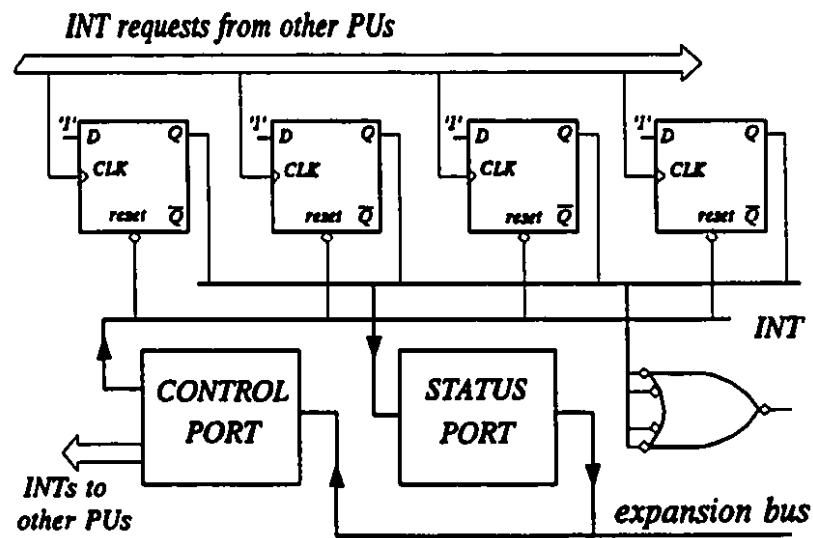 INT requests from other PUs
'1' D Q
CLK
reset Q̅
'1' D Q
CLK
reset Q̅
'1' D Q
CLK
reset Q̅
'1' D Q
CLK
reset Q̅
INT
CONTROL
PORT
STATUS
PORT
INTs to
other PUs
expansion bus